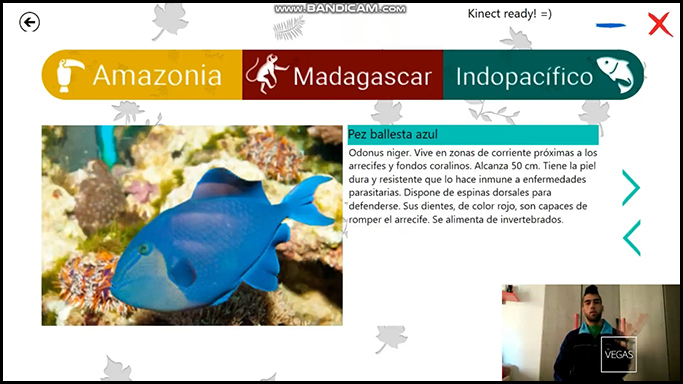 WWW.BANDICAM.COM
Kinect ready! =)
Amazonia
Madagascar
Indopacífico
Pez ballesta azul
Odonus niger. Vive en zonas de corriente próximas a los
arrecifes y fondos coralinos. Alcanza 50 cm. Tiene la piel
dura y resistente que lo hace inmune a enfermedades
parasitarias. Dispone de espinas dorsales para
defenderse. Sus dientes, de color rojo, son capaces de
romper el arrecife. Se alimenta de invertebrados.
VEGAS